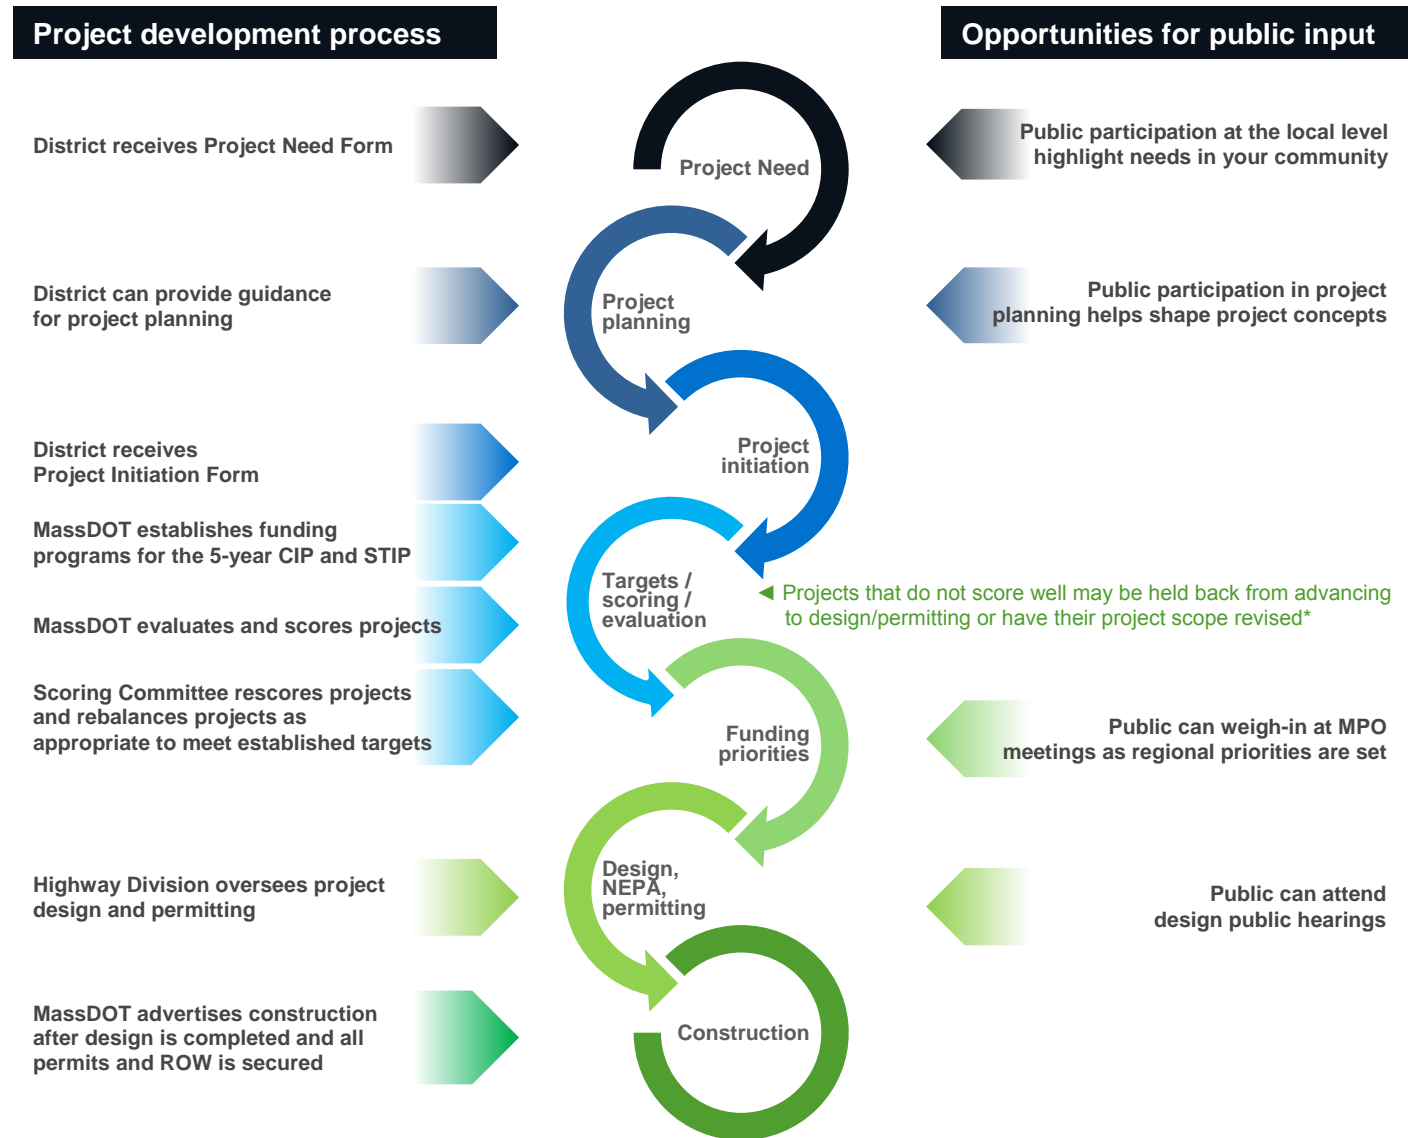 Project development process
Opportunities for public input
District receives Project Need Form
Project Need
Public participation at the local level
highlight needs in your community
District can provide guidance
for project planning
Project
planning
Public participation in project
planning helps shape project concepts
District receives
Project Initiation Form
Project
initiation
MassDOT establishes funding
programs for the 5-year CIP and STIP
MassDOT evaluates and scores projects
Targets /
scoring /
evaluation
◄ Projects that do not score well may be held back from advancing
to design/permitting or have their project scope revised*
Scoring Committee rescores projects
and rebalances projects as
appropriate to meet established targets
Funding
priorities
Public can weigh-in at MPO
meetings as regional priorities are set
Highway Division oversees project
design and permitting
Design,
NEPA,
permitting
Public can attend
design public hearings
MassDOT advertises construction
after design is completed and all
permits and ROW is secured
Construction